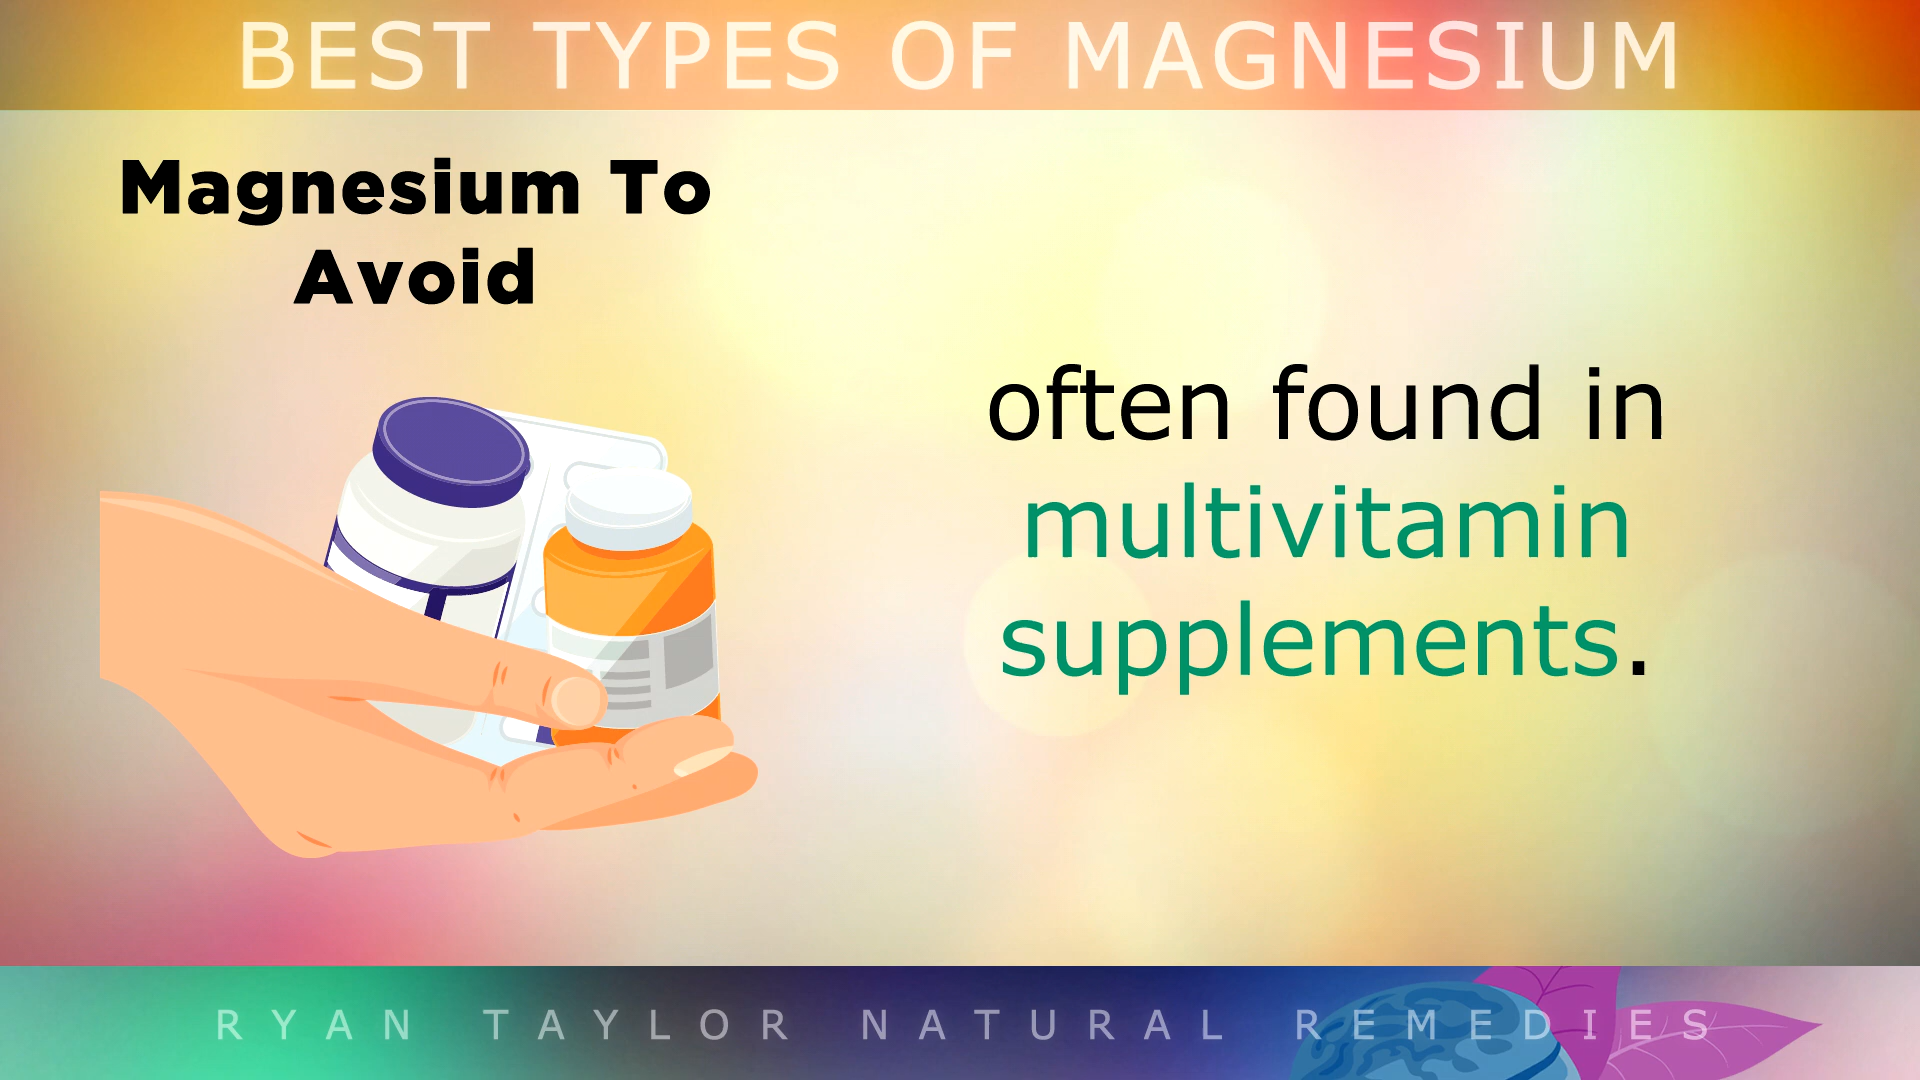 BEST TYPES OF MAGNESIUM
Magnesium To
Avoid
often found in
multivitamin
supplements.
RYAN TAYLOR NATURAL REMEDIES